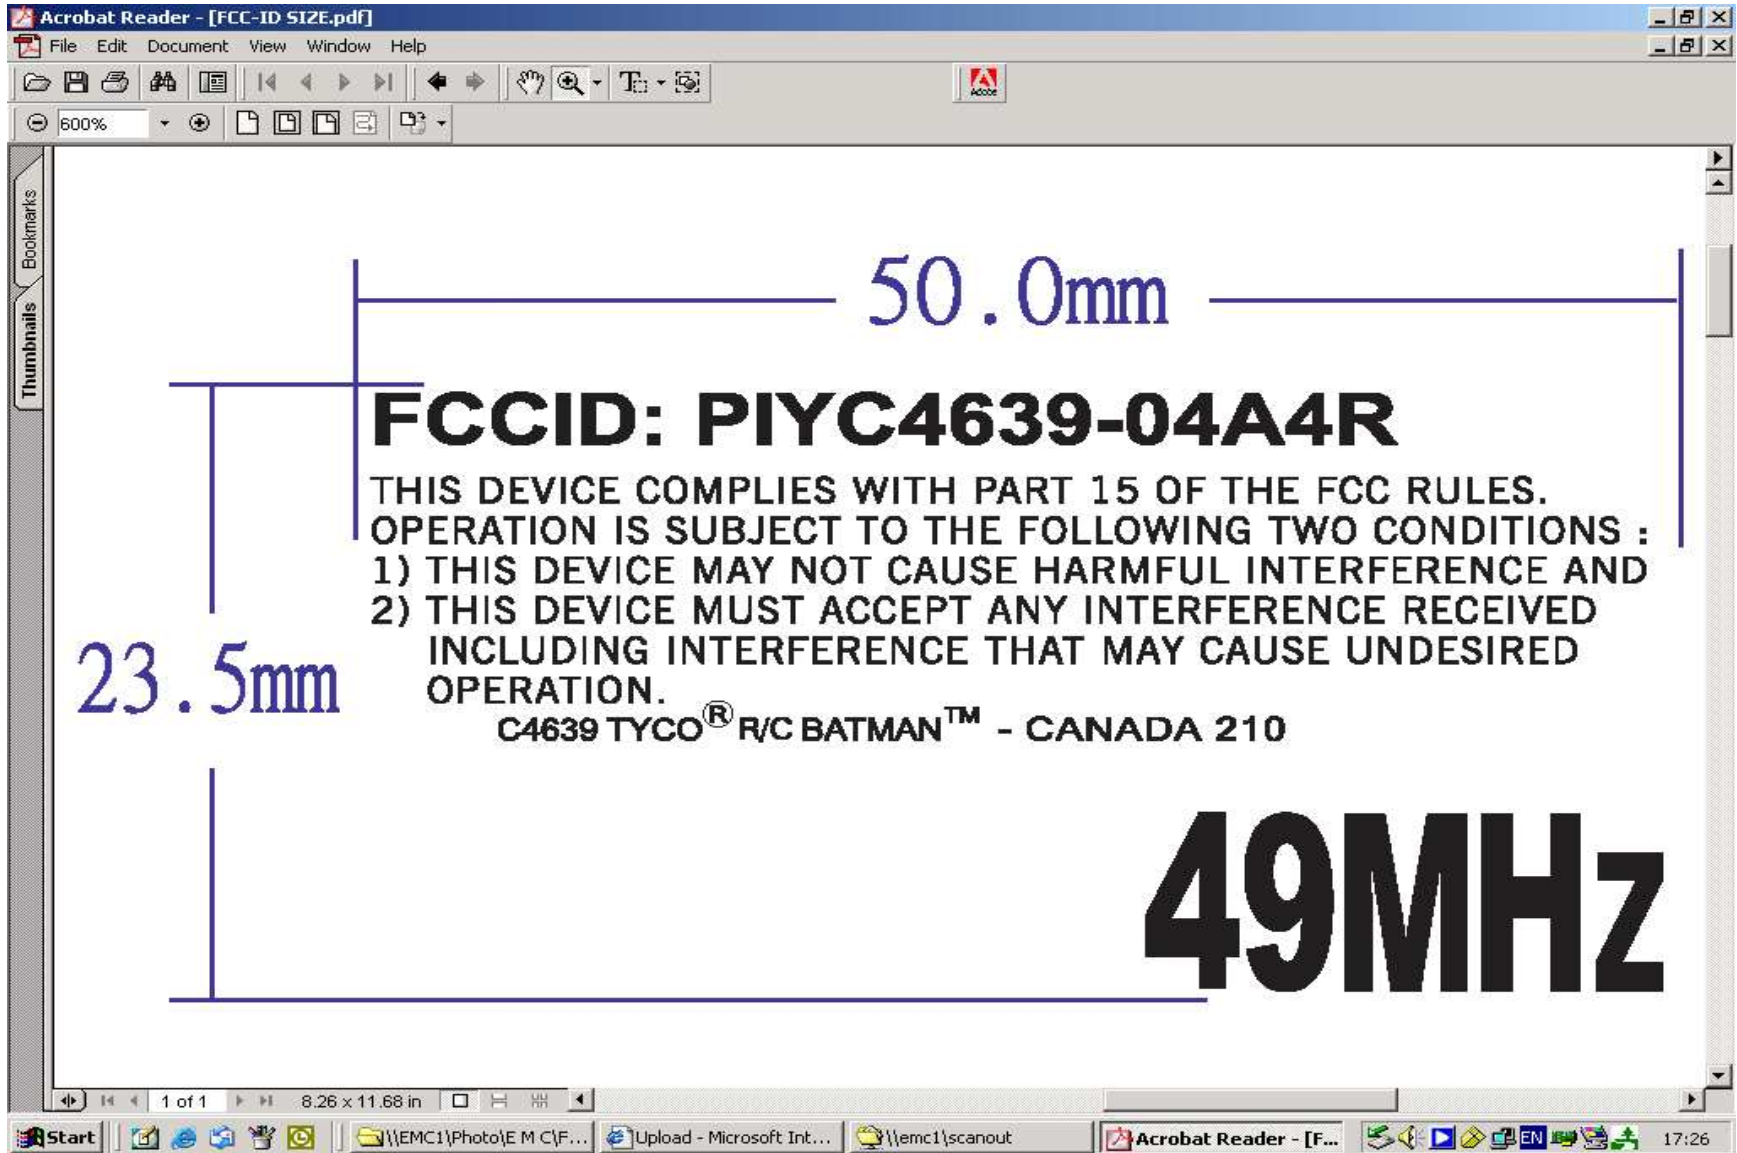 Acrobat Reader - [FCC-ID SIZE.pdf]
File Edit Document View Window Help
Adobe
600%
Bookmarks
Thumbnails
50.0mm
FCCID: PIYC4639-04A4R
THIS DEVICE COMPLIES WITH PART 15 OF THE FCC RULES.
OPERATION IS SUBJECT TO THE FOLLOWING TWO CONDITIONS :
1) THIS DEVICE MAY NOT CAUSE HARMFUL INTERFERENCE AND
2) THIS DEVICE MUST ACCEPT ANY INTERFERENCE RECEIVED
INCLUDING INTERFERENCE THAT MAY CAUSE UNDESIRED
OPERATION.
23.5mm
C4639 TYCO® R/C BATMAN™ - CANADA 210
49MHz
1 of 1 8.26 x 11.68 in
Start \\EMC1\Photo\E M C\F... Upload - Microsoft Int... \\emc1\scanout Acrobat Reader - [F... EN 17:26